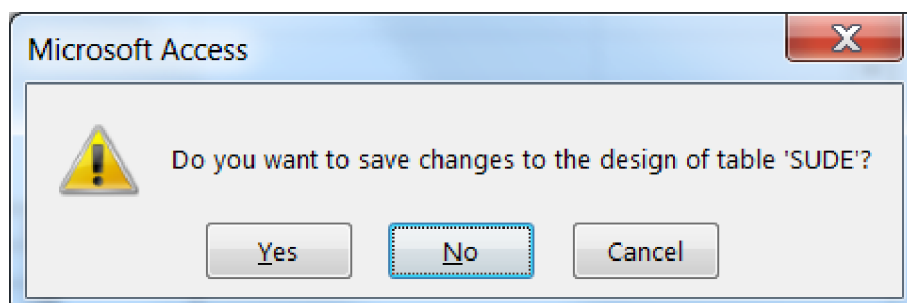 Microsoft Access
Do you want to save changes to the design of table 'SUDE'?
Yes
No
Cancel